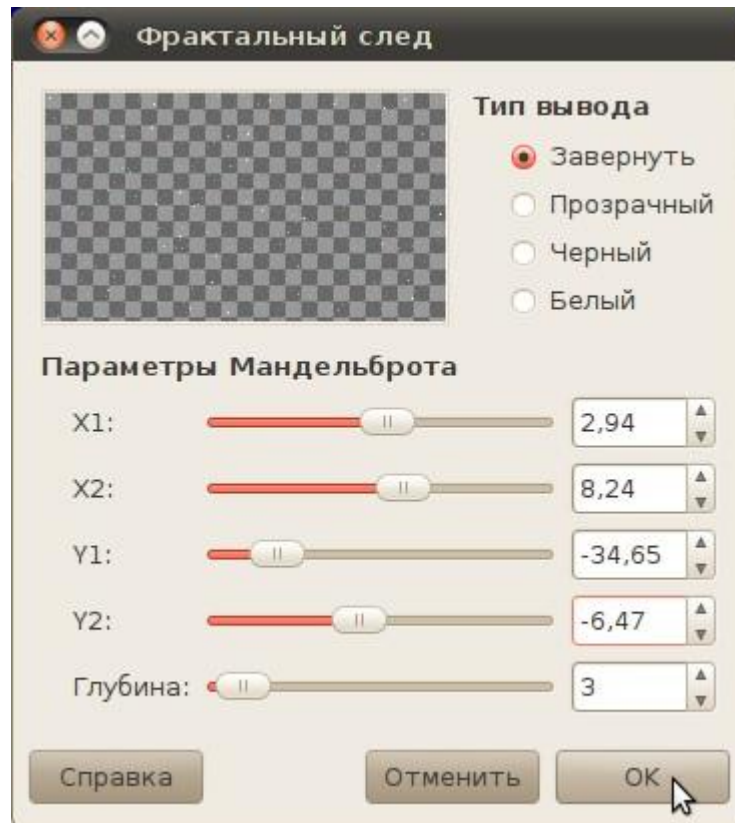 Фрактальный след
Тип вывода
Завернуть
Прозрачный
Черный
Белый
Параметры Мандельброта
X1: 2,94
X2: 8,24
Y1: -34,65
Y2: -6,47
Глубина: 3
Справка Отменить OK